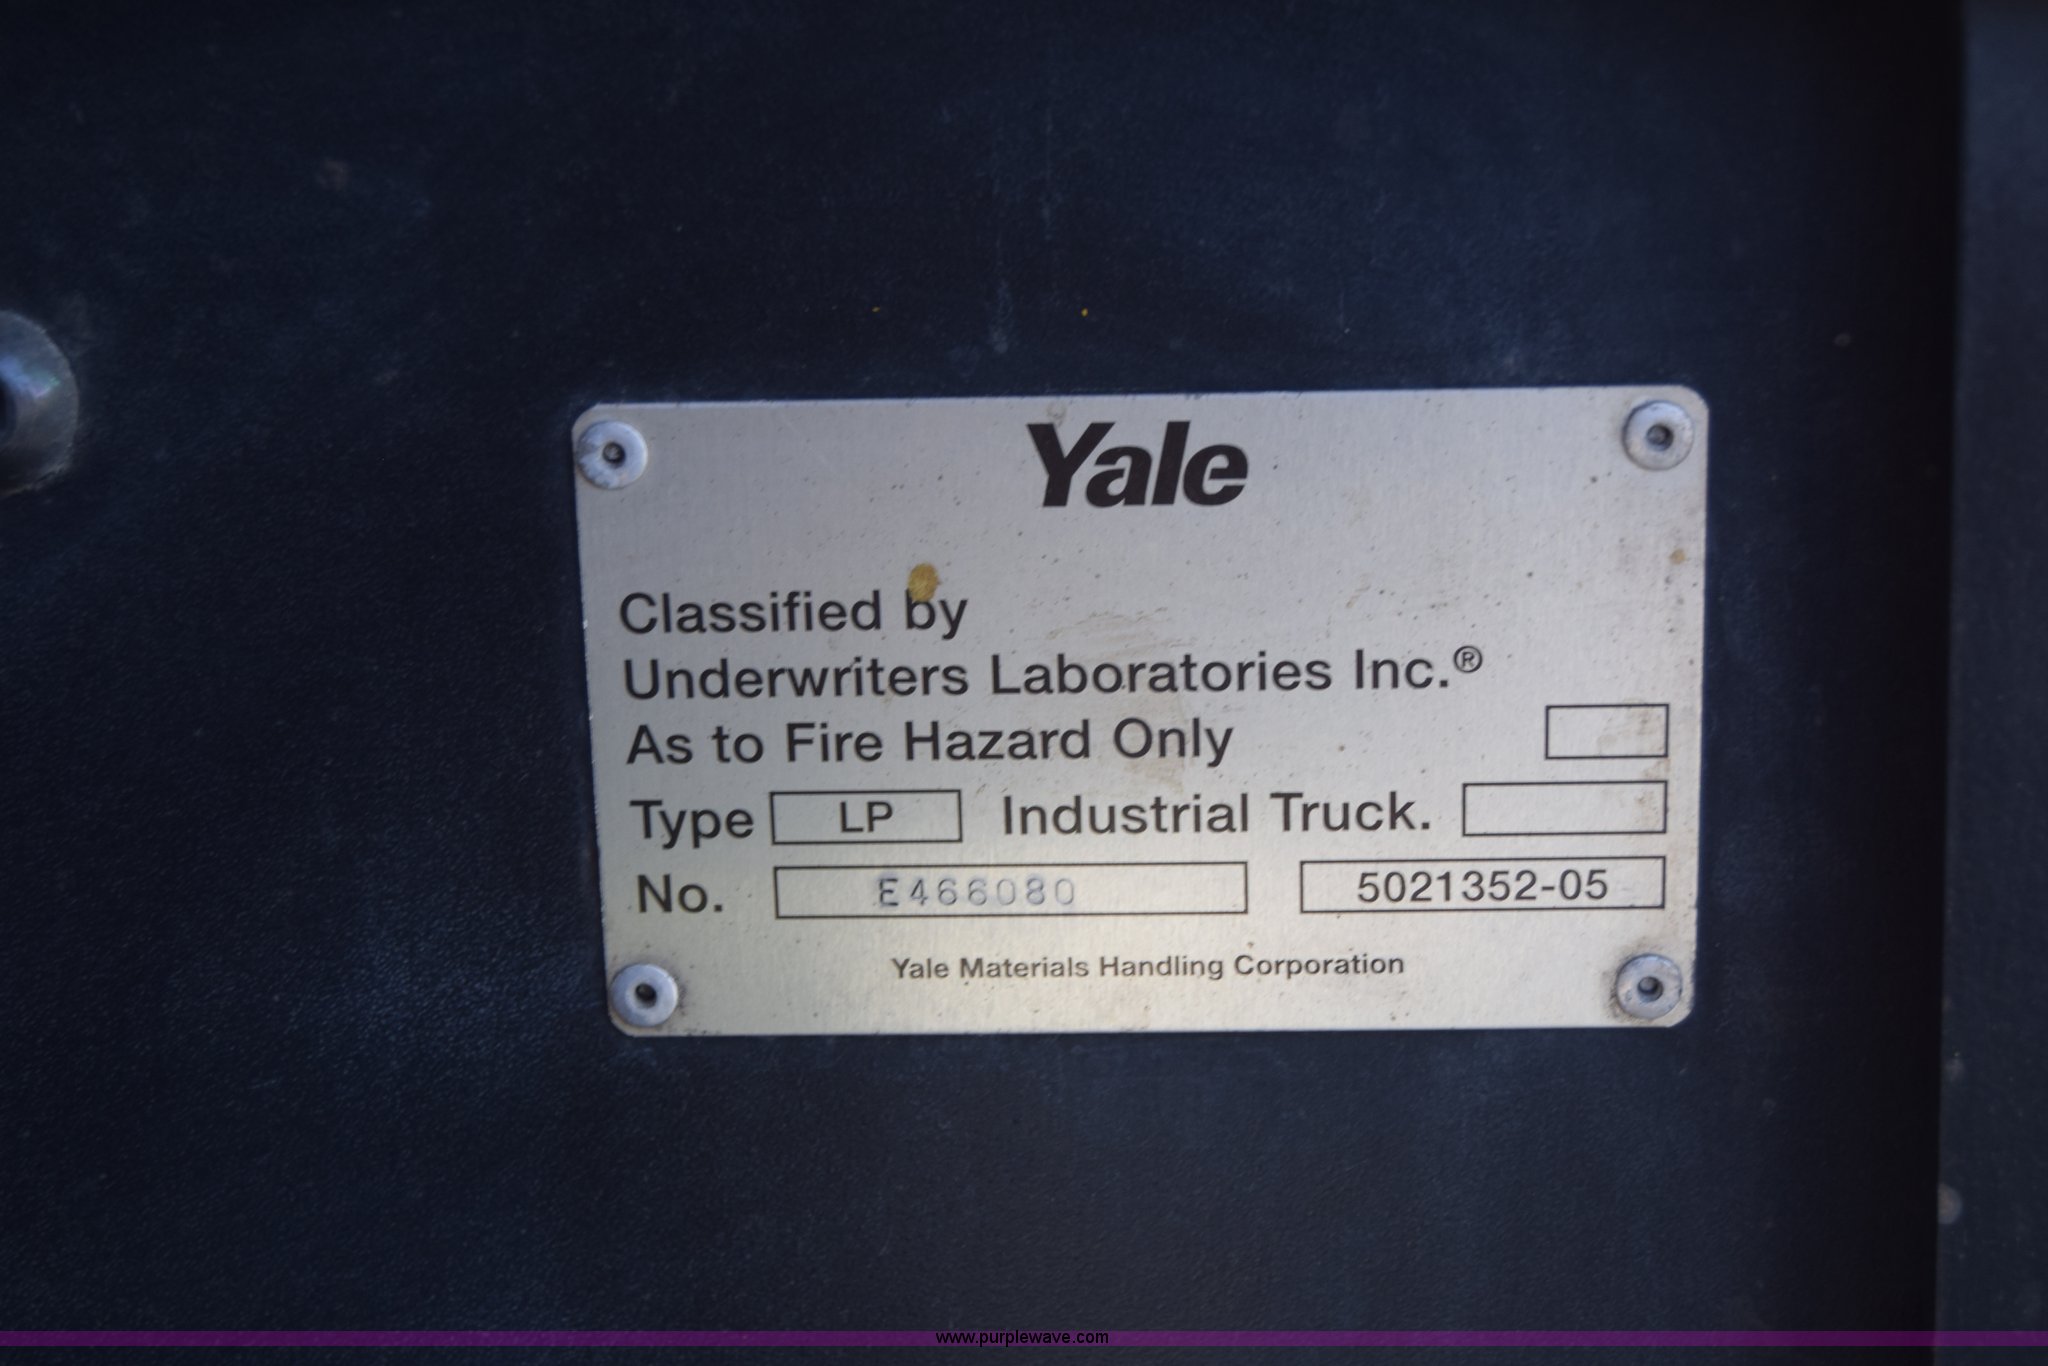 Yale
Classified by
Underwriters Laboratories Inc.®
As to Fire Hazard Only
Type LP Industrial Truck.
No. E466080 5021352-05
Yale Materials Handling Corporation
www.purplewave.com